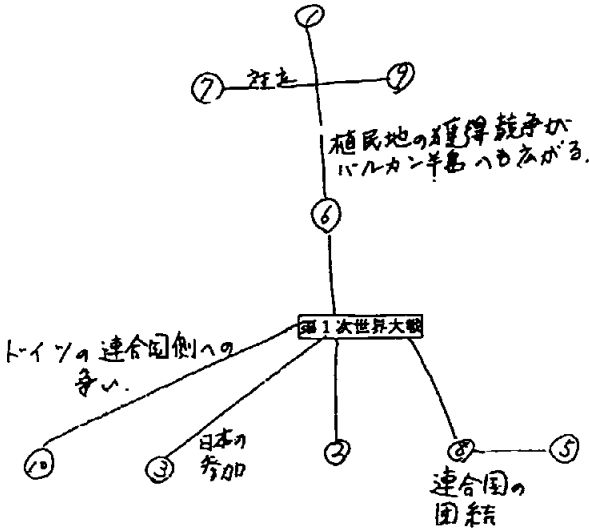 ①
⑦ 対立 ⑨
植民地の獲得競争が
バルカン半島へも広がる.
⑥
第1次世界大戦
ドイツの連合国側への
争い.
⑩
③
日本の
参加
②
⑧
⑤
連合国の
団結